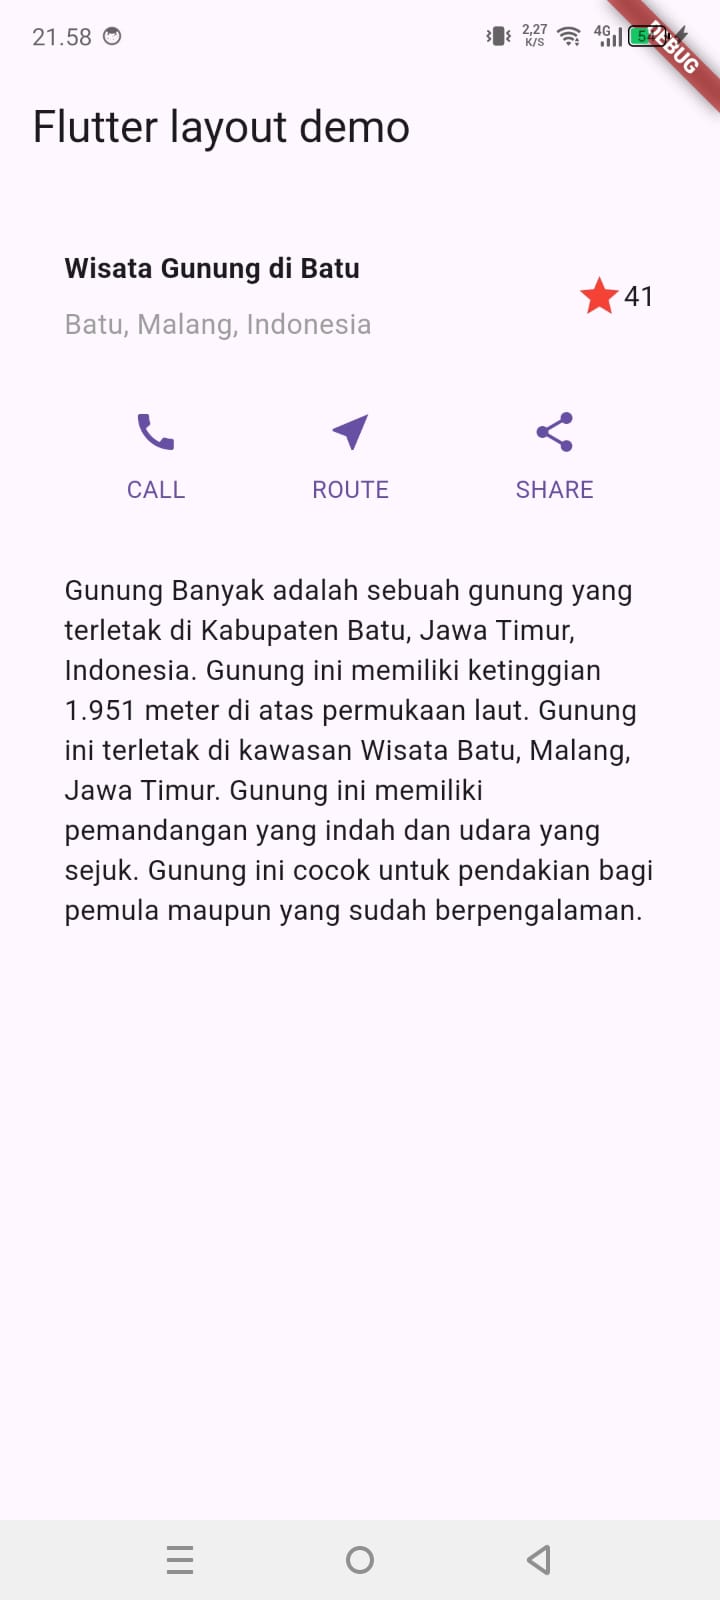 21.58
2,27
K/S
4G
DEBUG
Flutter layout demo
Wisata Gunung di Batu
Batu, Malang, Indonesia
41
CALL ROUTE SHARE
Gunung Banyak adalah sebuah gunung yang
terletak di Kabupaten Batu, Jawa Timur,
Indonesia. Gunung ini memiliki ketinggian
1.951 meter di atas permukaan laut. Gunung
ini terletak di kawasan Wisata Batu, Malang,
Jawa Timur. Gunung ini memiliki
pemandangan yang indah dan udara yang
sejuk. Gunung ini cocok untuk pendakian bagi
pemula maupun yang sudah berpengalaman.